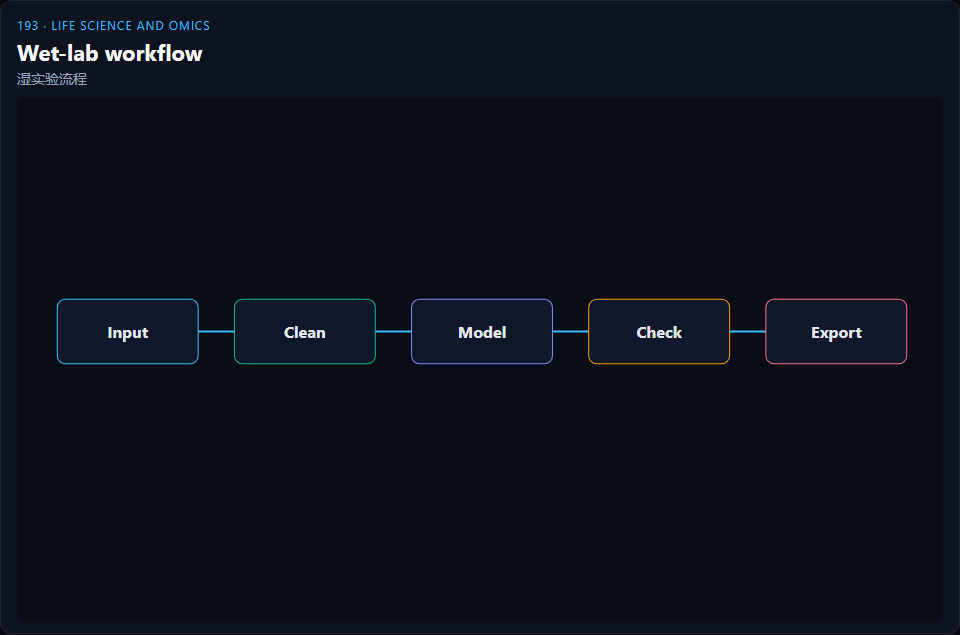 193 · LIFE SCIENCE AND OMICS
Wet-lab workflow
湿实验流程
Input
Clean
Model
Check
Export